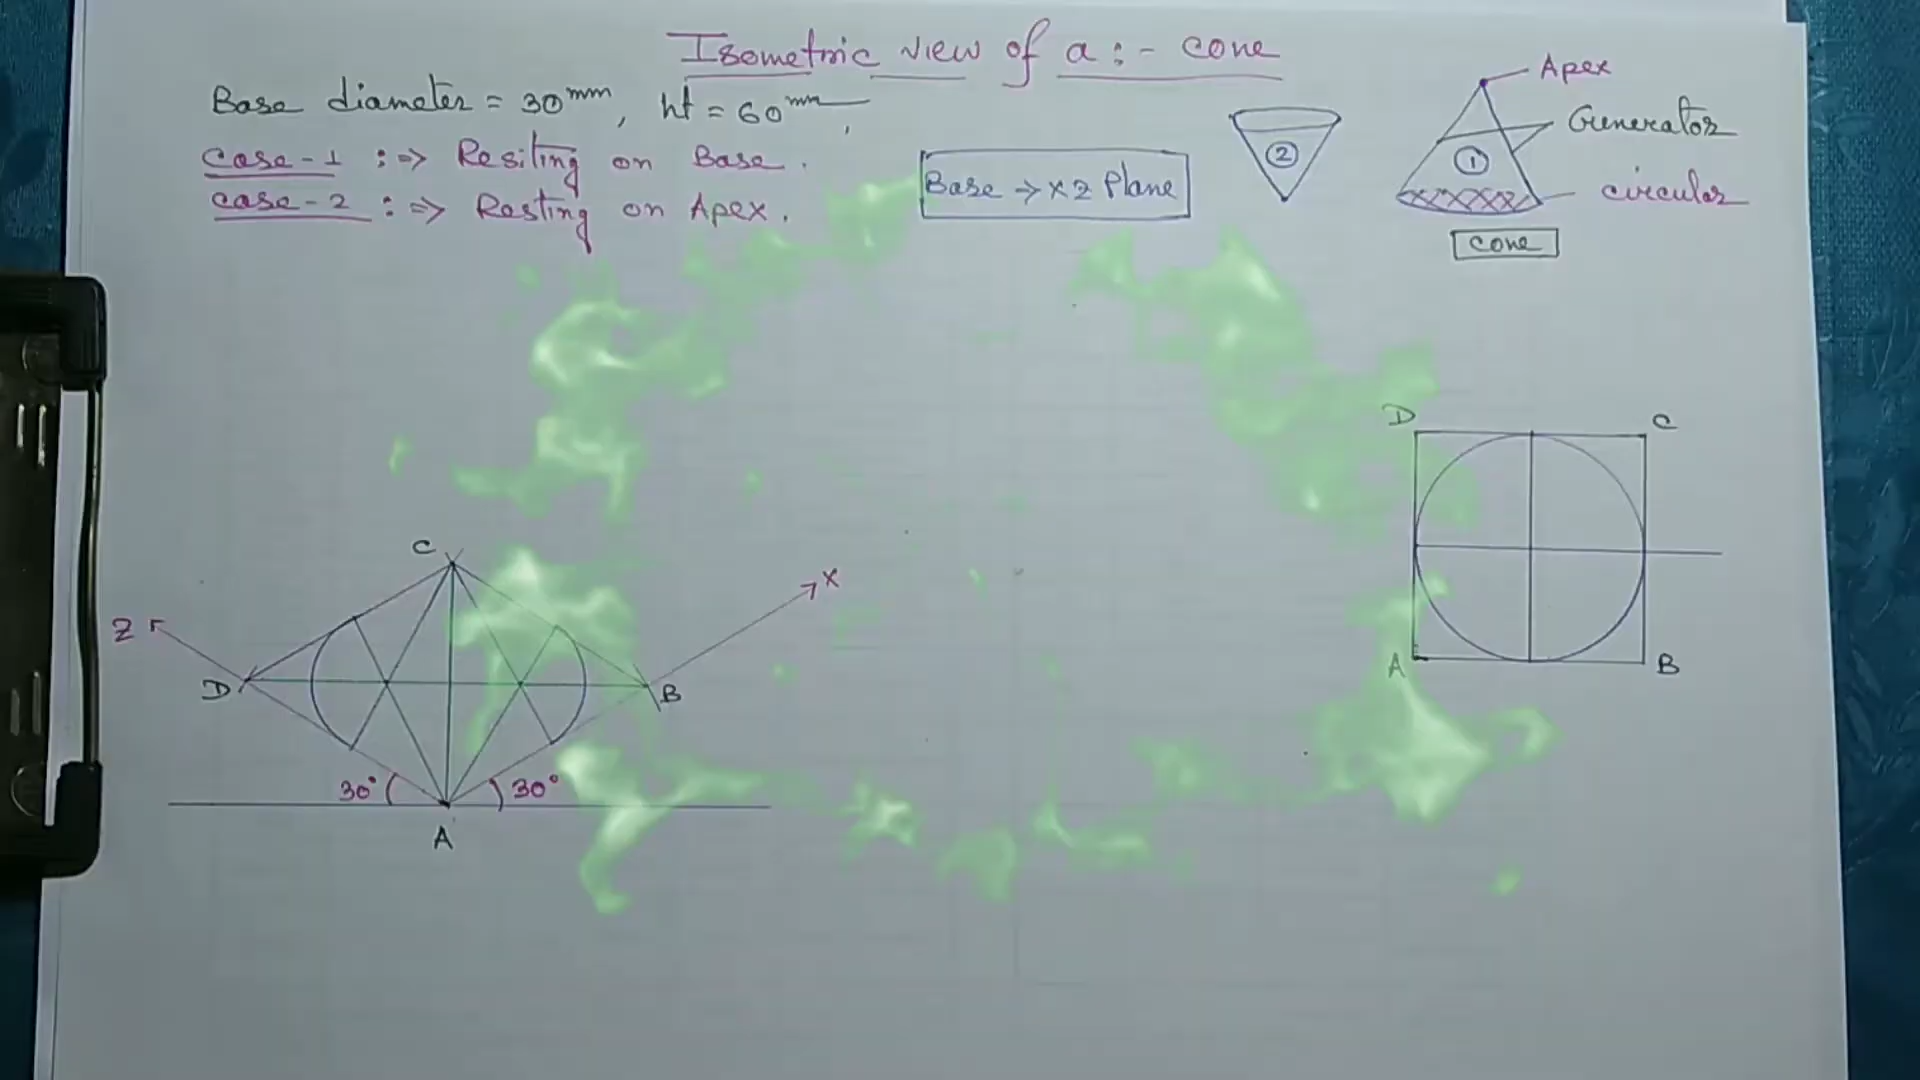 Isometric view of a :- cone
Base diameter = 30mm, ht = 60mm,
Case-1 :=> Resiting on Base.
case-2 :=> Resting on Apex.
Base → XZ Plane
②
Apex
Generator
①
circular
cone
D C
A B
C
X
Z
D B
30° 30°
A